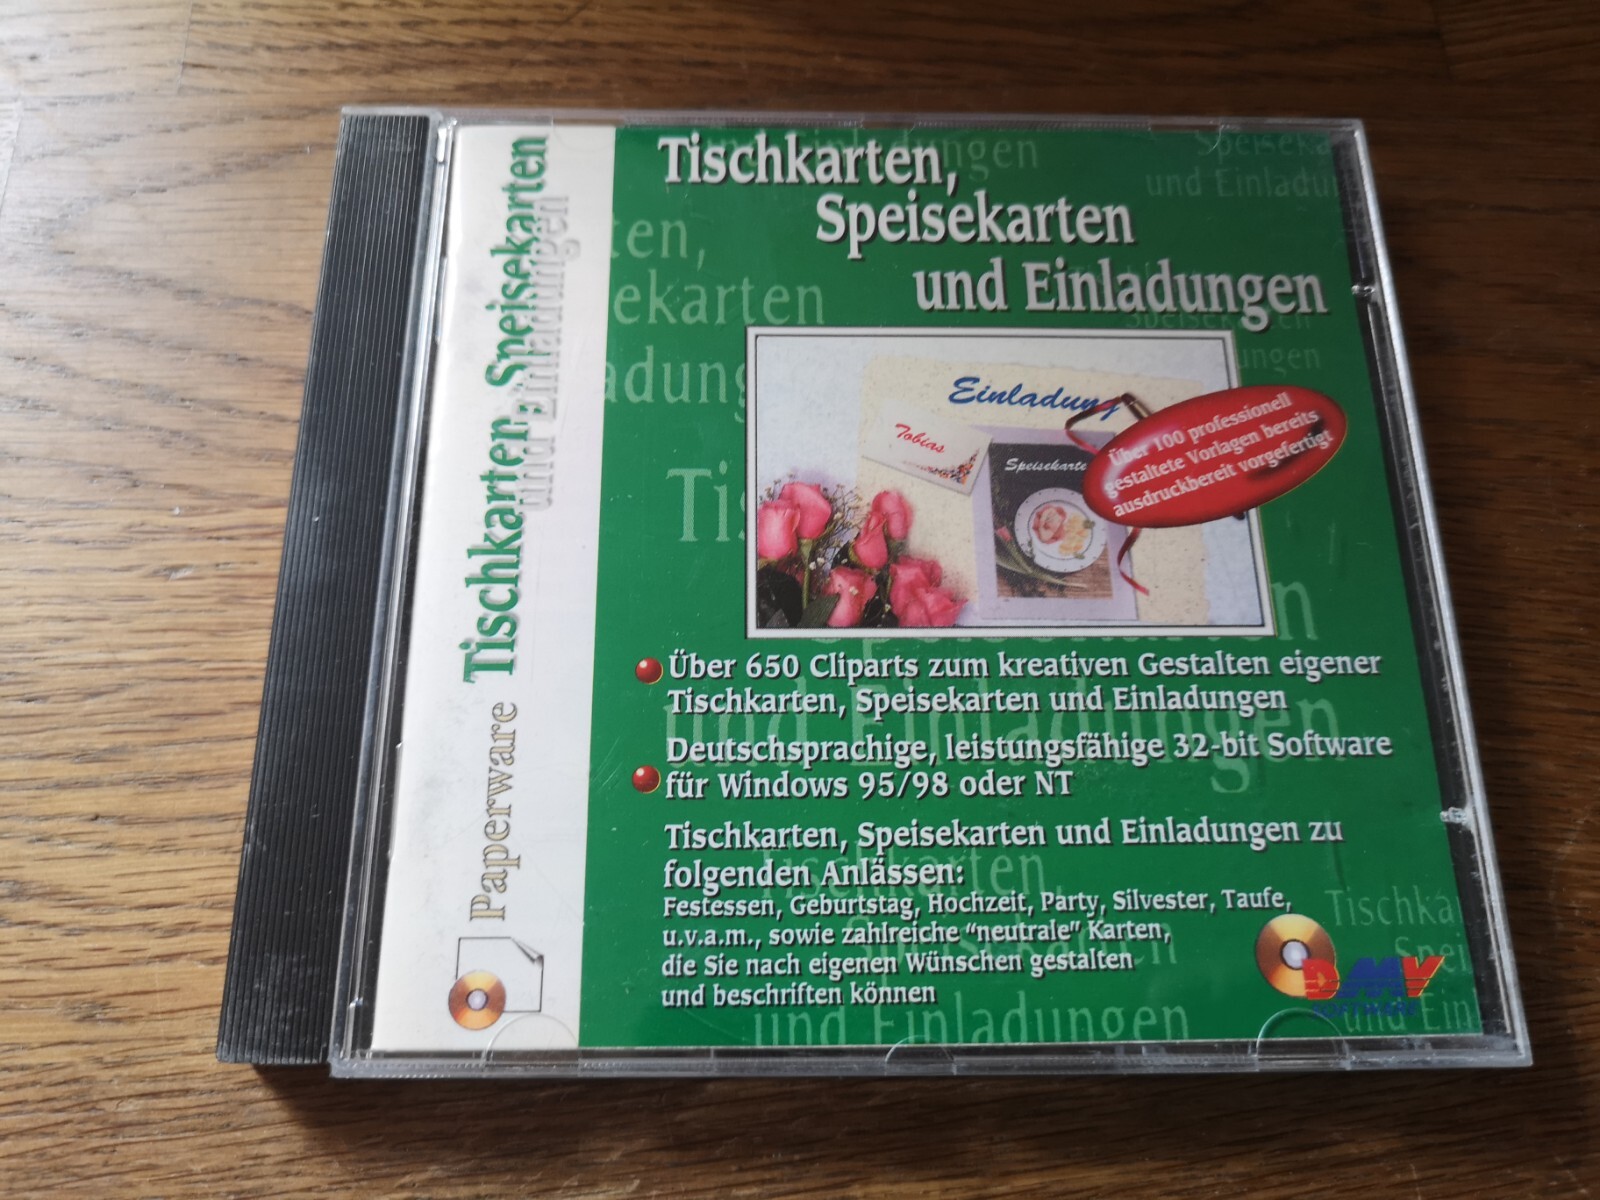 Paperware Tischkarten, Speisekarten
und Einladungen
Tischkarten,
Speisekarten
und Einladungen
Einladung
Tobias
Speisekarte
Über 100 professionell
gestaltete Vorlagen bereits
ausdruckbereit vorgefertigt
Über 650 Cliparts zum kreativen Gestalten eigener
Tischkarten, Speisekarten und Einladungen
Deutschsprachige, leistungsfähige 32-bit Software
für Windows 95/98 oder NT
Tischkarten, Speisekarten und Einladungen zu
folgenden Anlässen:
Festessen, Geburtstag, Hochzeit, Party, Silvester, Taufe,
u.v.a.m., sowie zahlreiche "neutrale" Karten,
die Sie nach eigenen Wünschen gestalten
und beschriften können
DMV
SOFTWARE